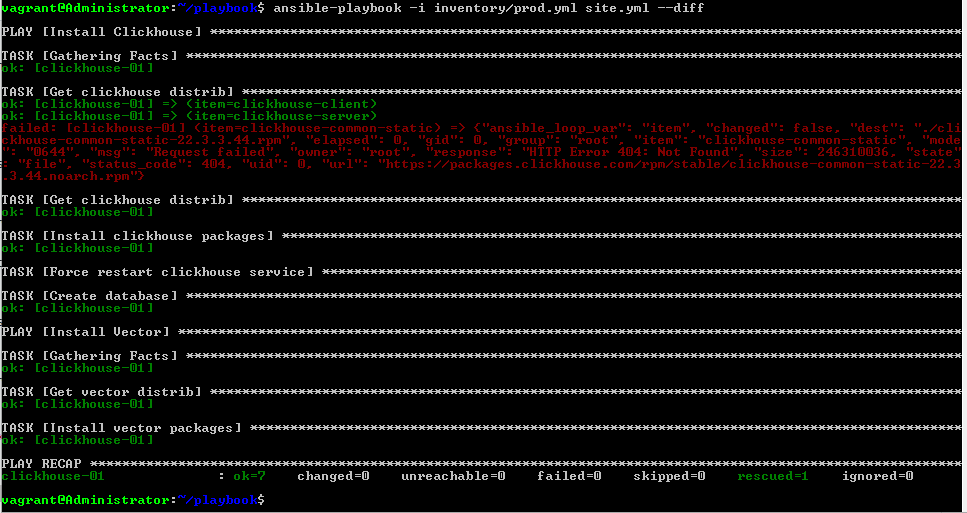 vagrant@Administrator:~/playbook$ ansible-playbook -i inventory/prod.yml site.yml --diff
PLAY [Install Clickhouse] **********************************************************************************************
TASK [Gathering Facts] *************************************************************************************************
ok: [clickhouse-01]
TASK [Get clickhouse distrib] ******************************************************************************************
ok: [clickhouse-01] => (item=clickhouse-client)
ok: [clickhouse-01] => (item=clickhouse-server)
failed: [clickhouse-01] (item=clickhouse-common-static) => {"ansible_loop_var": "item", "changed": false, "dest": "./cli
ckhouse-common-static-22.3.3.44.rpm", "elapsed": 0, "gid": 0, "group": "root", "item": "clickhouse-common-static", "mode
": "0644", "msg": "Request failed", "owner": "root", "response": "HTTP Error 404: Not Found", "size": 246310036, "state"
: "file", "status_code": 404, "uid": 0, "url": "https://packages.clickhouse.com/rpm/stable/clickhouse-common-static-22.3
.3.44.noarch.rpm"}
TASK [Get clickhouse distrib] ******************************************************************************************
ok: [clickhouse-01]
TASK [Install clickhouse packages] *************************************************************************************
ok: [clickhouse-01]
TASK [Force restart clickhouse service] ********************************************************************************
TASK [Create database] *************************************************************************************************
ok: [clickhouse-01]
PLAY [Install Vector] **************************************************************************************************
TASK [Gathering Facts] *************************************************************************************************
ok: [clickhouse-01]
TASK [Get vector distrib] **********************************************************************************************
ok: [clickhouse-01]
TASK [Install vector packages] *****************************************************************************************
ok: [clickhouse-01]
PLAY RECAP *************************************************************************************************************
clickhouse-01 : ok=7 changed=0 unreachable=0 failed=0 skipped=0 rescued=1 ignored=0
vagrant@Administrator:~/playbook$